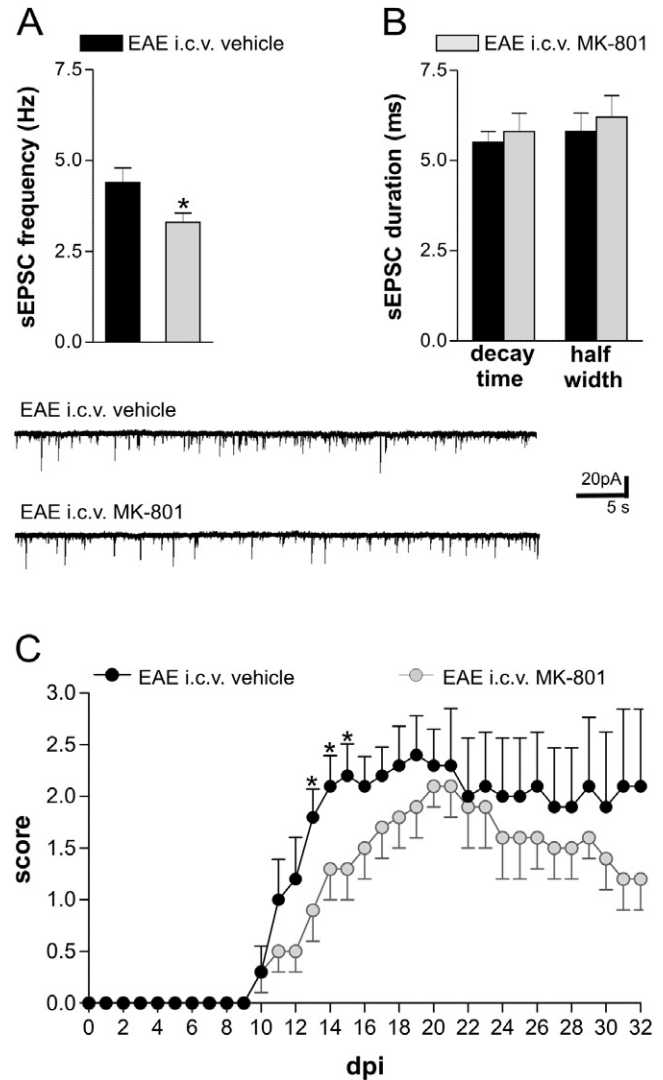 A
EAE i.c.v. vehicle
sEPSC frequency (Hz)
7.5
5.0
2.5
0.0
*
B
EAE i.c.v. MK-801
sEPSC duration (ms)
7.5
5.0
2.5
0.0
decay time
half width
EAE i.c.v. vehicle
20pA
5 s
EAE i.c.v. MK-801
C
EAE i.c.v. vehicle
EAE i.c.v. MK-801
score
3.0
2.5
2.0
1.5
1.0
0.5
0.0
* * *
0 2 4 6 8 10 12 14 16 18 20 22 24 26 28 30 32
dpi